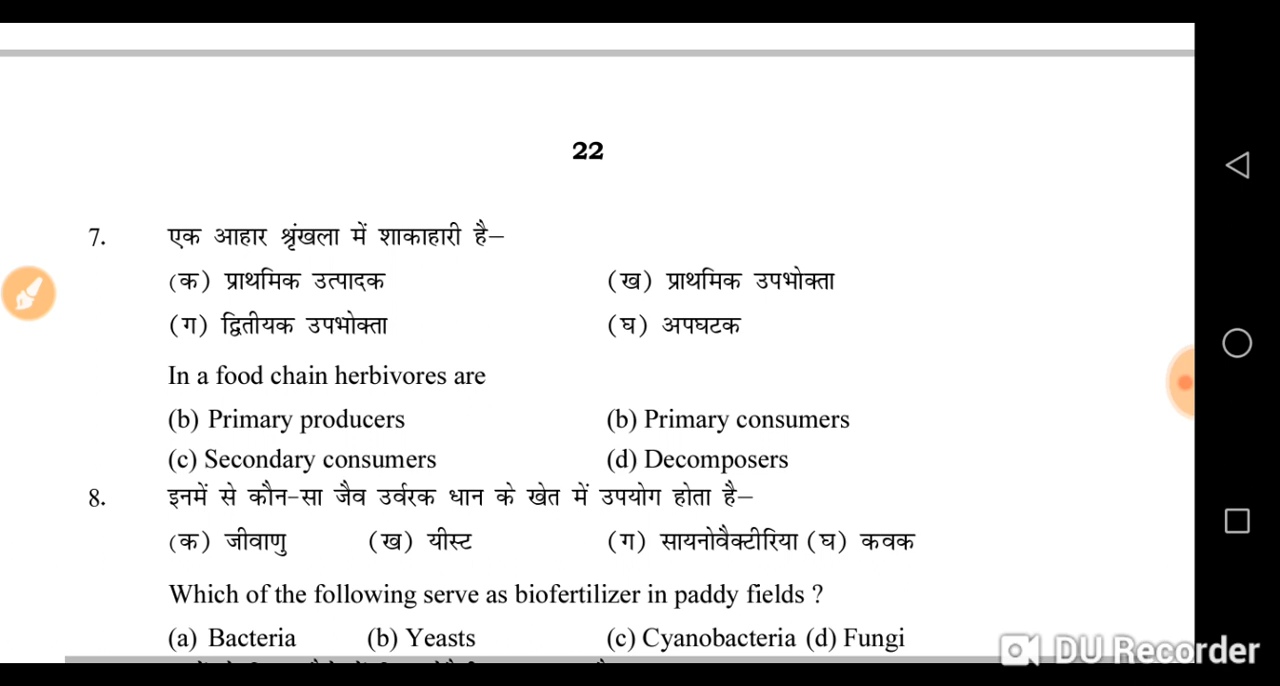 22
7. एक आहार श्रृंखला में शाकाहारी है–
(क) प्राथमिक उत्पादक (ख) प्राथमिक उपभोक्ता
(ग) द्वितीयक उपभोक्ता (घ) अपघटक
In a food chain herbivores are
(b) Primary producers (b) Primary consumers
(c) Secondary consumers (d) Decomposers
8. इनमें से कौन-सा जैव उर्वरक धान के खेत में उपयोग होता है–
(क) जीवाणु (ख) यीस्ट (ग) सायनोवैक्टीरिया (घ) कवक
Which of the following serve as biofertilizer in paddy fields ?
(a) Bacteria (b) Yeasts (c) Cyanobacteria (d) Fungi
DU Recorder